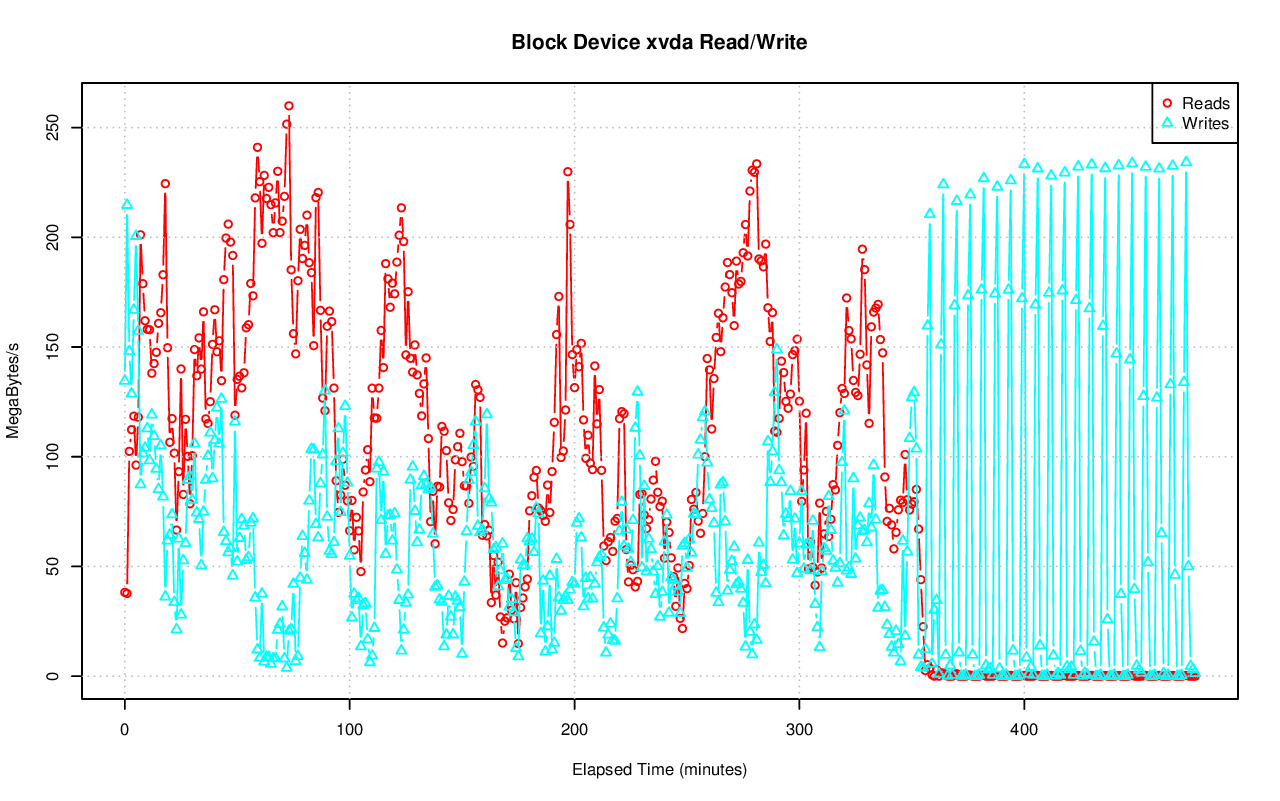 Block Device xvda Read/Write
Reads
Writes
250
200
150
100
50
0
MegaBytes/s
0 100 200 300 400
Elapsed Time (minutes)